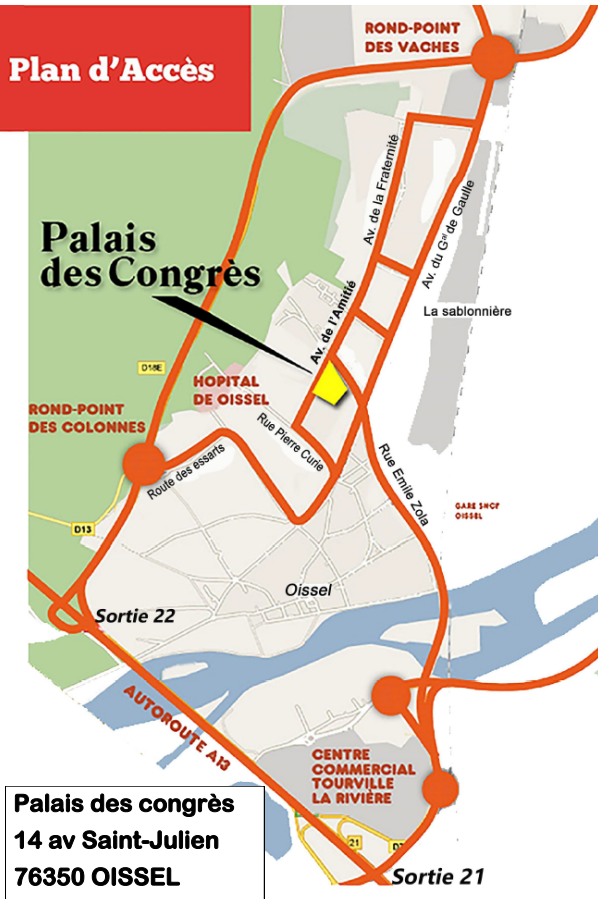 Plan d'Accès
ROND-POINT
DES VACHES
Av. de la Fraternité
Av. du Gal de Gaulle
Palais
des Congrès
La sablonnière
Av. de l'Amitié
D18E
HOPITAL
DE OISSEL
ROND-POINT
DES COLONNES
Rue Pierre Curie
Route des essarts
Rue Emile Zola
GARE SNCF
OISSEL
D13
Oissel
Sortie 22
AUTOROUTE A13
CENTRE
COMMERCIAL
TOURVILLE
LA RIVIÈRE
Palais des congrès
14 av Saint-Julien
76350 OISSEL
21
Sortie 21